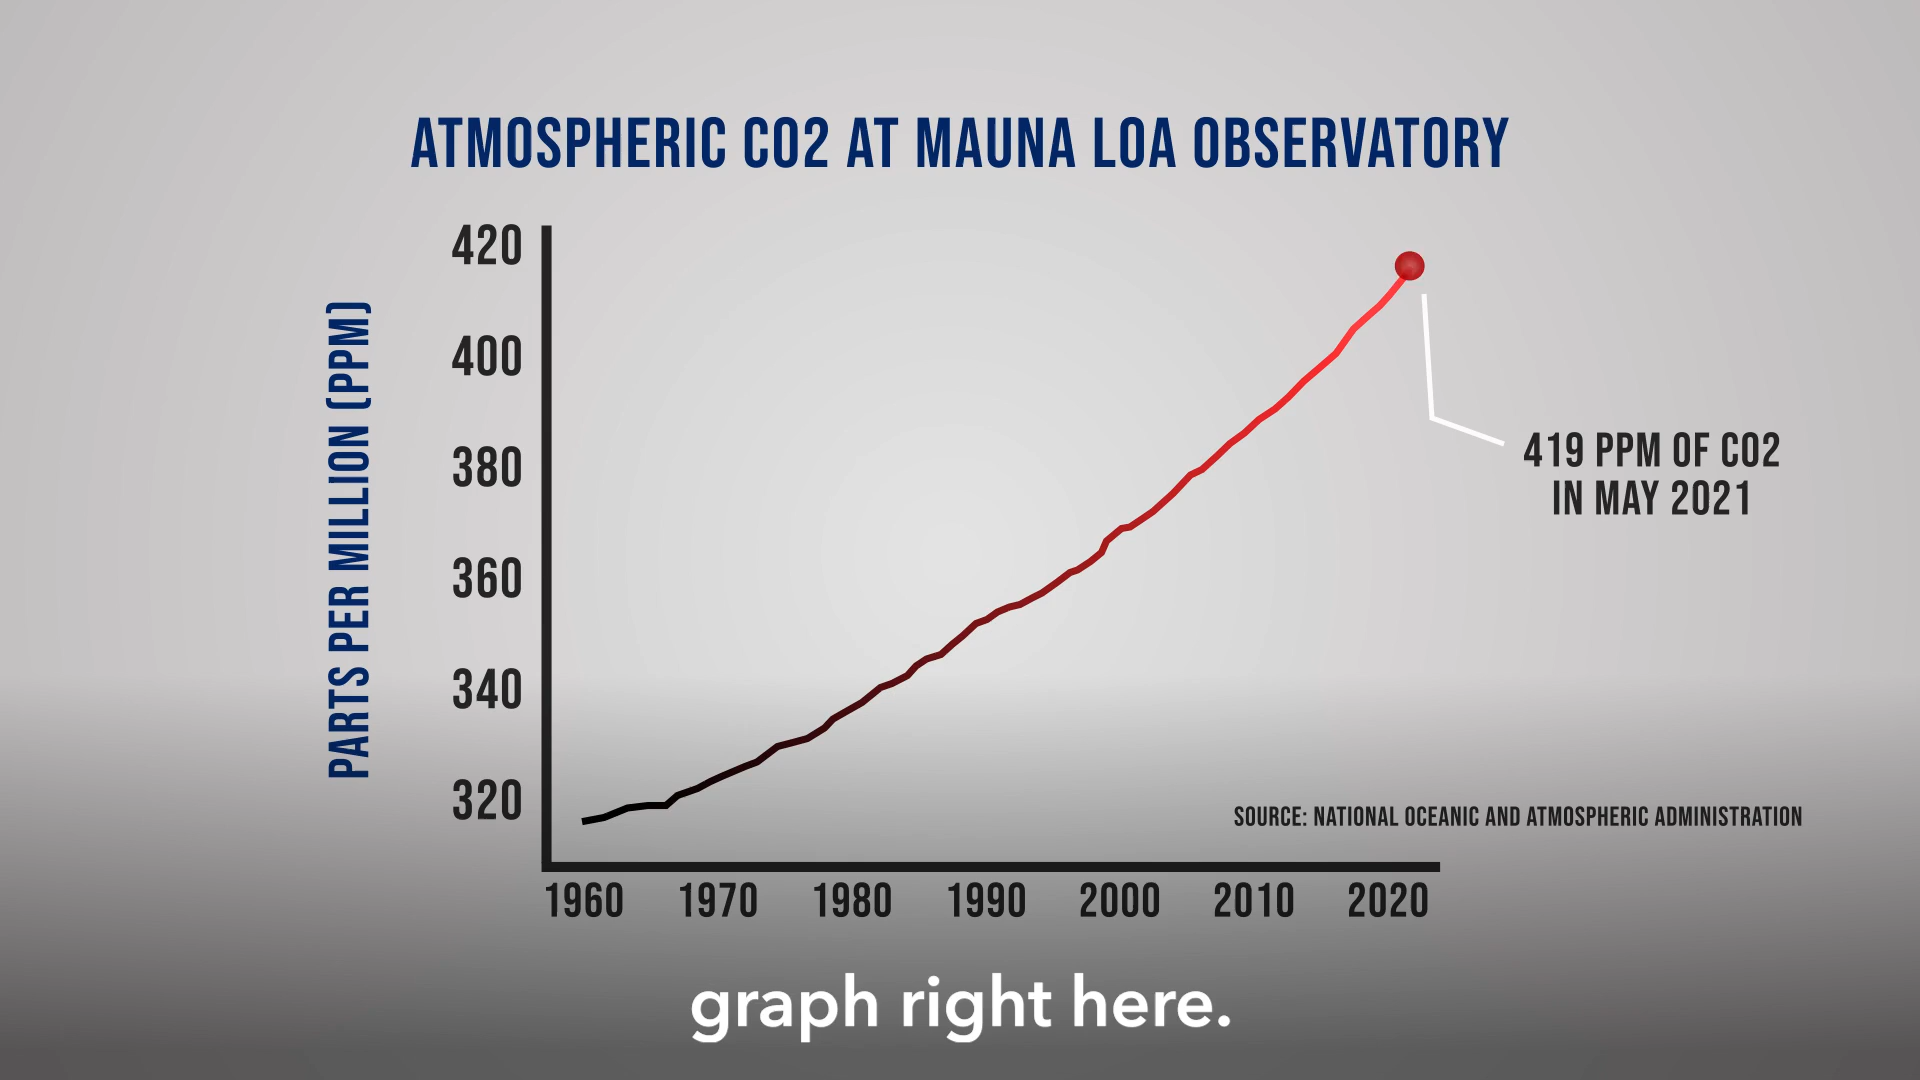 ATMOSPHERIC CO2 AT MAUNA LOA OBSERVATORY
PARTS PER MILLION (PPM)
420
400
380
360
340
320
419 PPM OF CO2
IN MAY 2021
SOURCE: NATIONAL OCEANIC AND ATMOSPHERIC ADMINISTRATION
1960 1970 1980 1990 2000 2010 2020
graph right here.